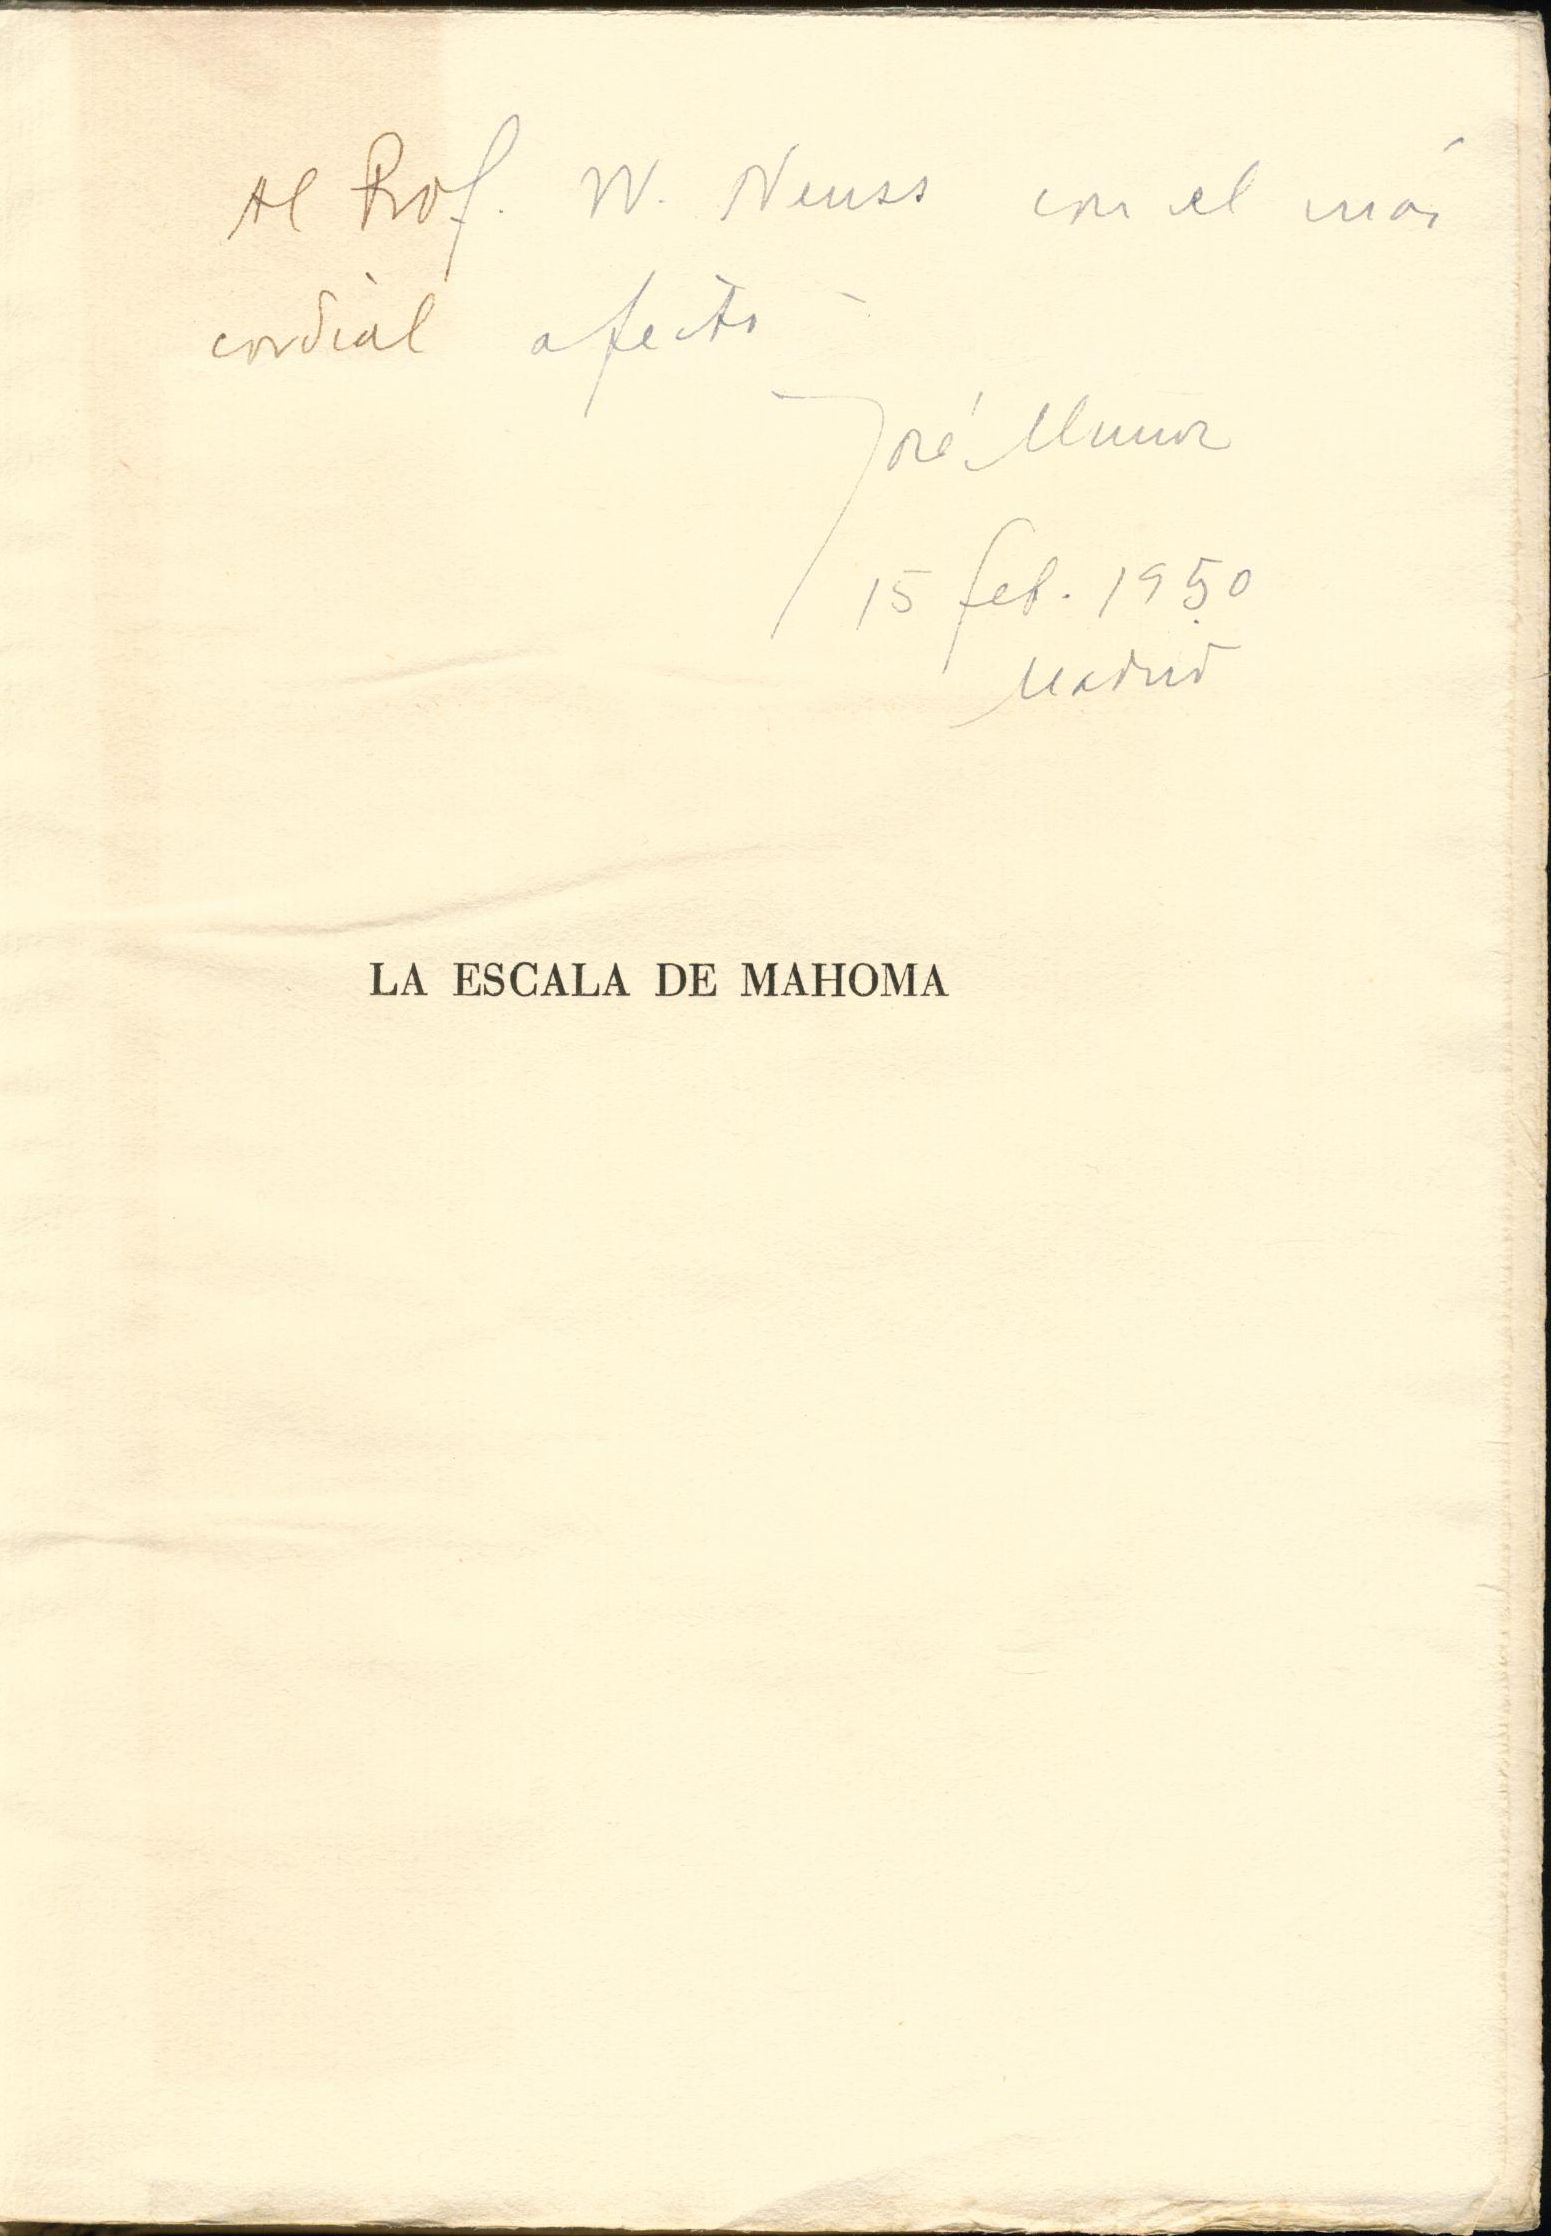 Al Prof. W. Neuss con el más
cordial afecto
José Muñoz
15 feb. 1950
Madrid
LA ESCALA DE MAHOMA